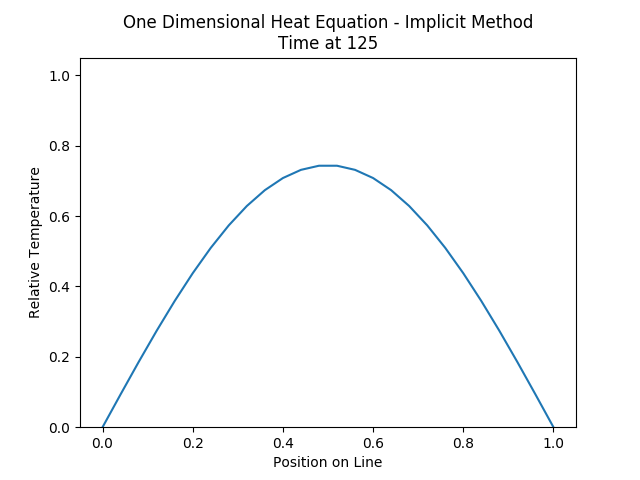 One Dimensional Heat Equation - Implicit Method
Time at 125
1.0
0.8
0.6
0.4
0.2
0.0
Relative Temperature
0.0 0.2 0.4 0.6 0.8 1.0
Position on Line